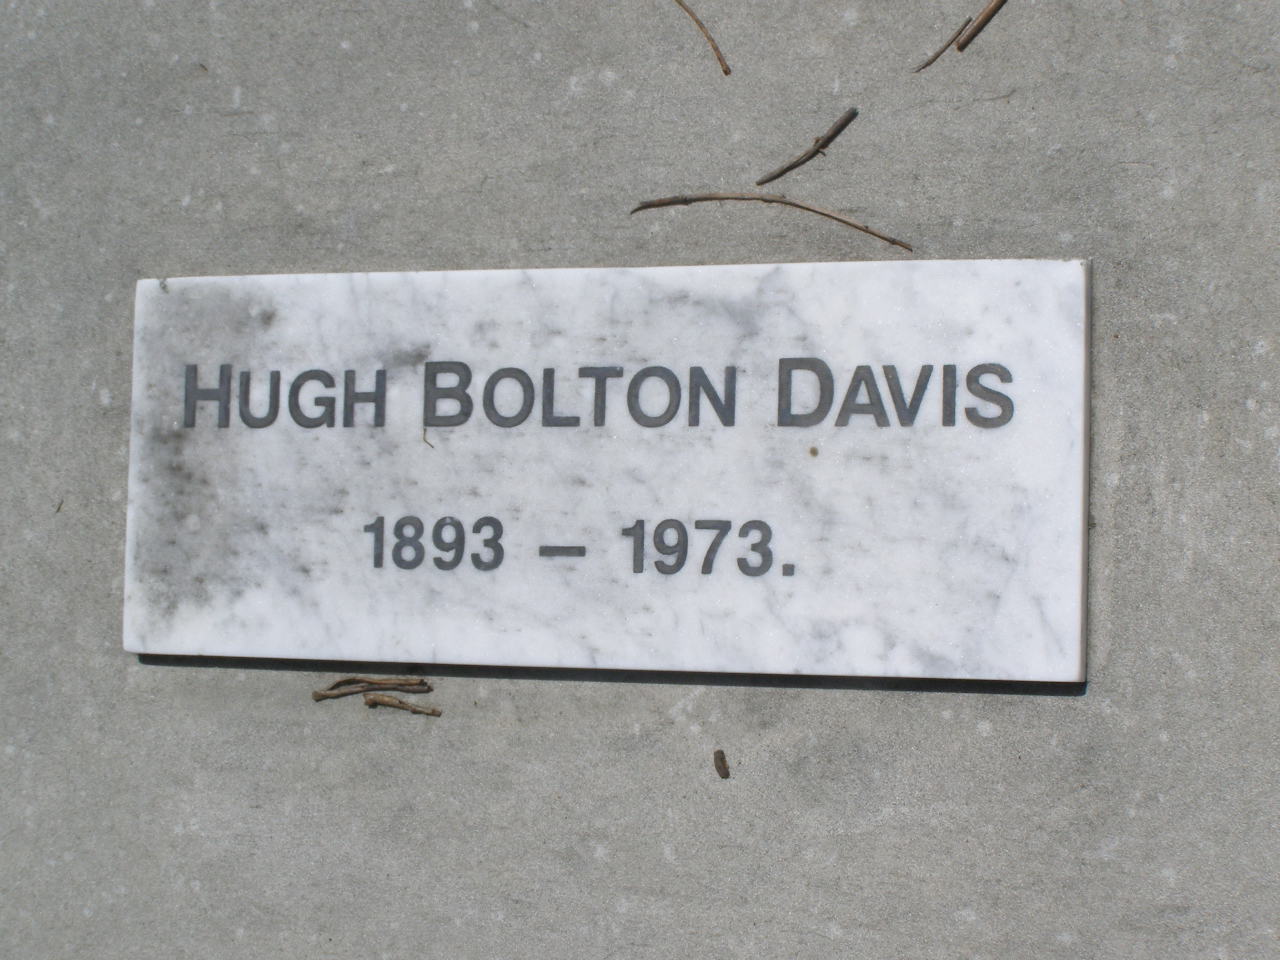 HUGH BOLTON DAVIS
1893 – 1973.